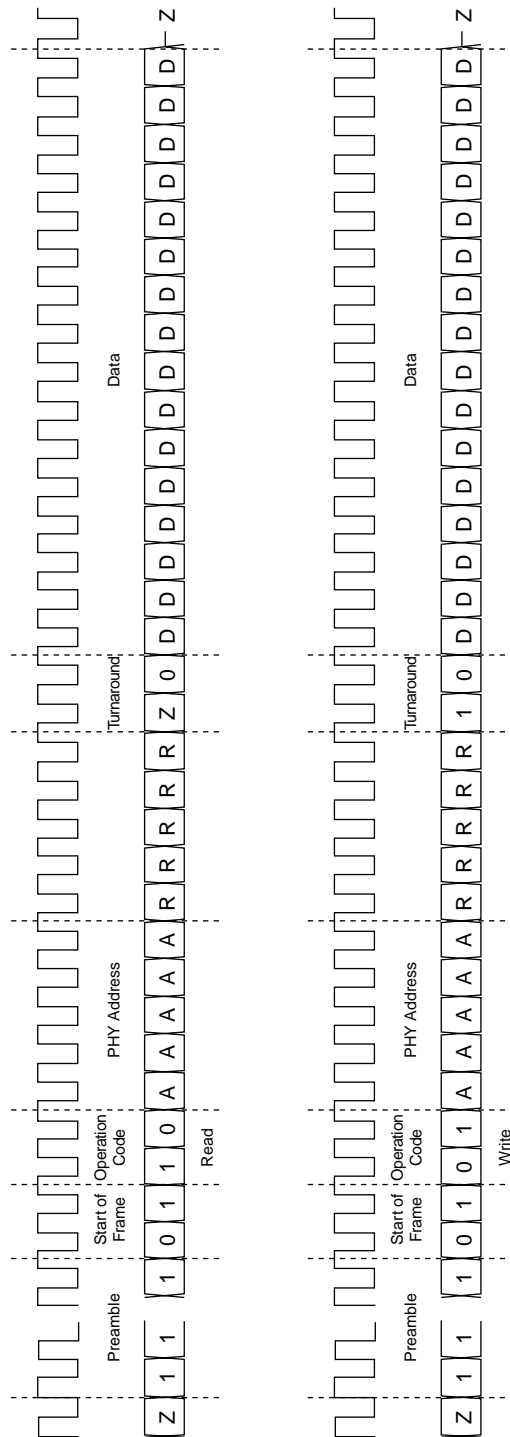 Preamble
Start of
Frame
Operation
Code
PHY Address
Turnaround
Data
Z 1 1 1 0 1 1 0 A A A A A R R R R R Z 0 D D D D D D D D D D D D D D D D Z
Read
Preamble
Start of
Frame
Operation
Code
PHY Address
Turnaround
Data
Z 1 1 1 0 1 0 1 A A A A A R R R R R 1 0 D D D D D D D D D D D D D D D D Z
Write